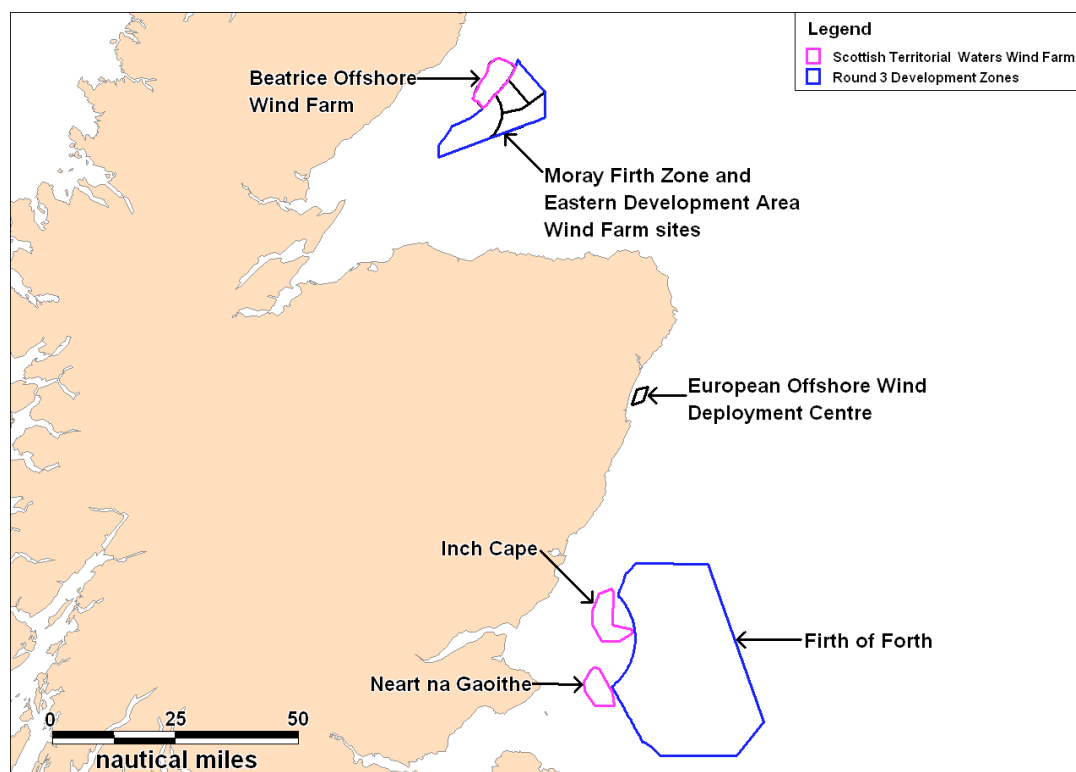 Legend
Scottish Territorial Waters Wind Farm
Round 3 Development Zones
Beatrice Offshore
Wind Farm
Moray Firth Zone and
Eastern Development Area
Wind Farm sites
European Offshore Wind
Deployment Centre
Inch Cape
Firth of Forth
Neart na Gaoithe
0 25 50
nautical miles